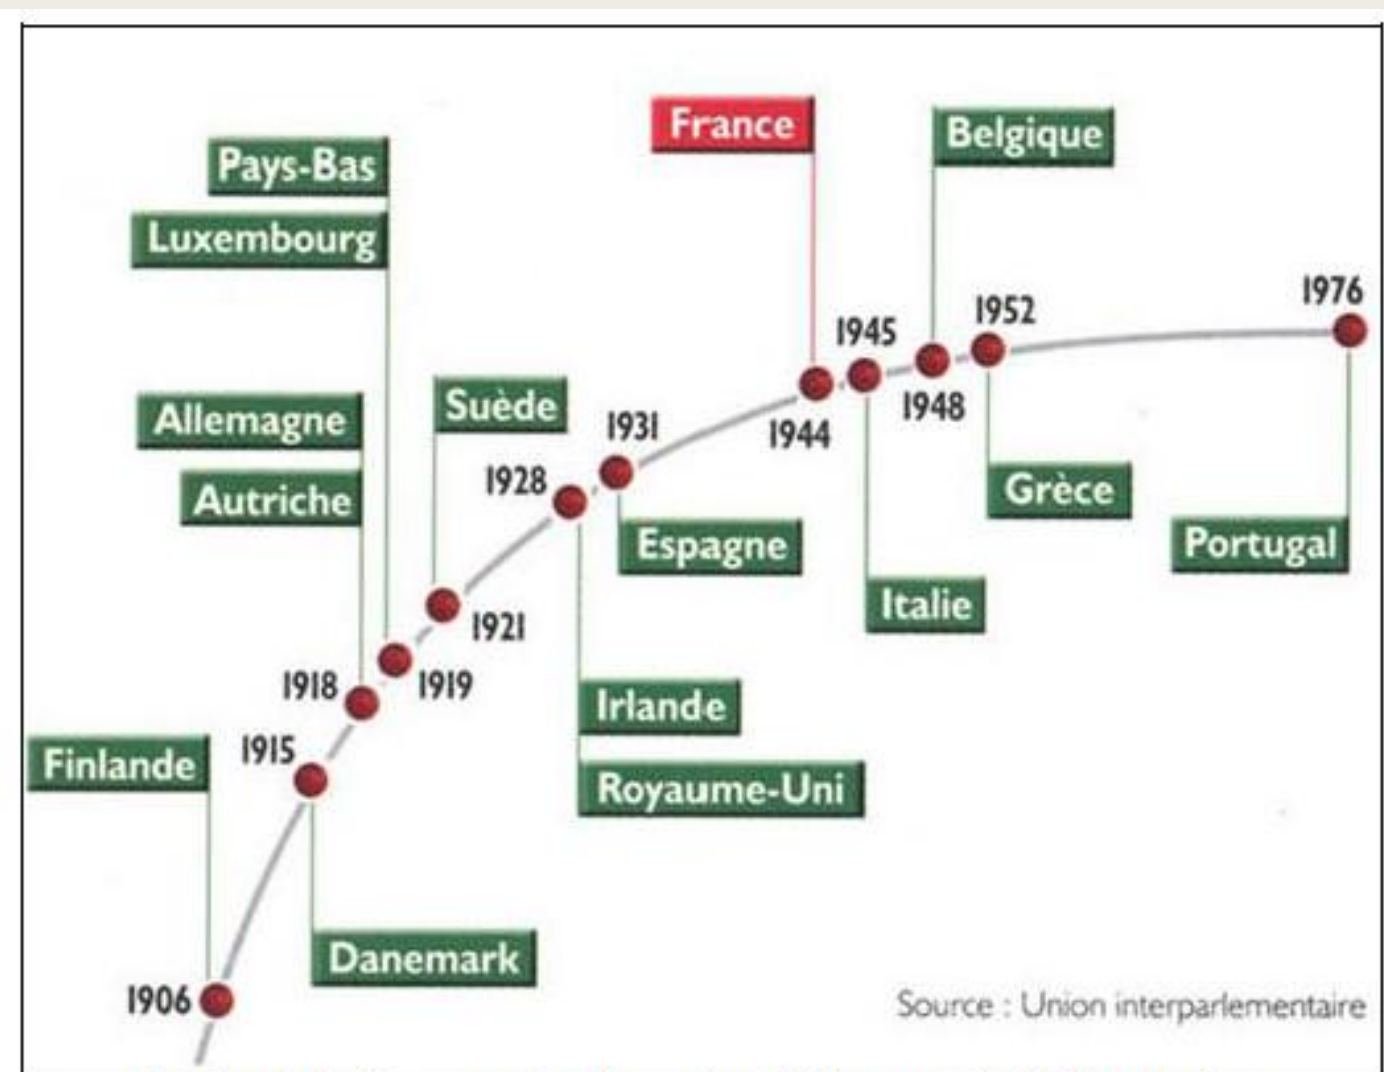 France
Belgique
Pays-Bas
Luxembourg
1976
1952
1945
Suède
Allemagne
1948
1931
1944
Autriche
1928
Grèce
Espagne
Portugal
Italie
1921
1918
1919
Irlande
Finlande
1915
Royaume-Uni
Danemark
1906
Source : Union interparlementaire